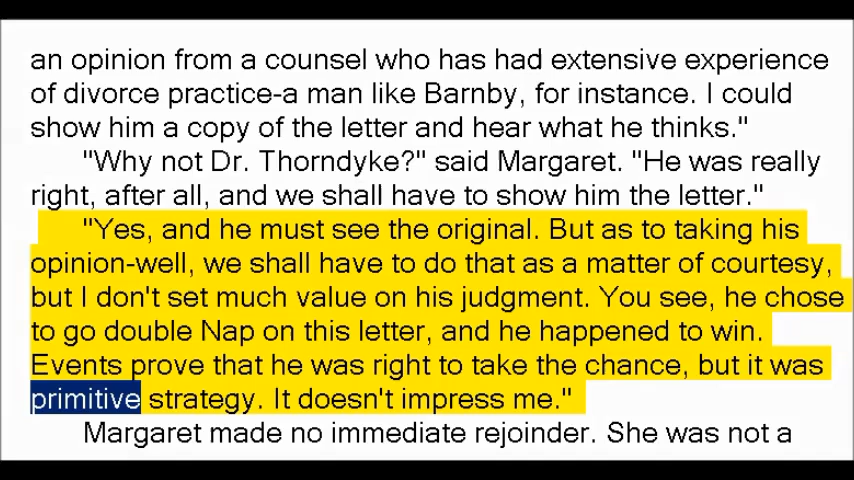 an opinion from a counsel who has had extensive experience
of divorce practice-a man like Barnby, for instance. I could
show him a copy of the letter and hear what he thinks."
"Why not Dr. Thorndyke?" said Margaret. "He was really
right, after all, and we shall have to show him the letter."
"Yes, and he must see the original. But as to taking his
opinion-well, we shall have to do that as a matter of courtesy,
but I don't set much value on his judgment. You see, he chose
to go double Nap on this letter, and he happened to win.
Events prove that he was right to take the chance, but it was
primitive strategy. It doesn't impress me."
Margaret made no immediate rejoinder. She was not a